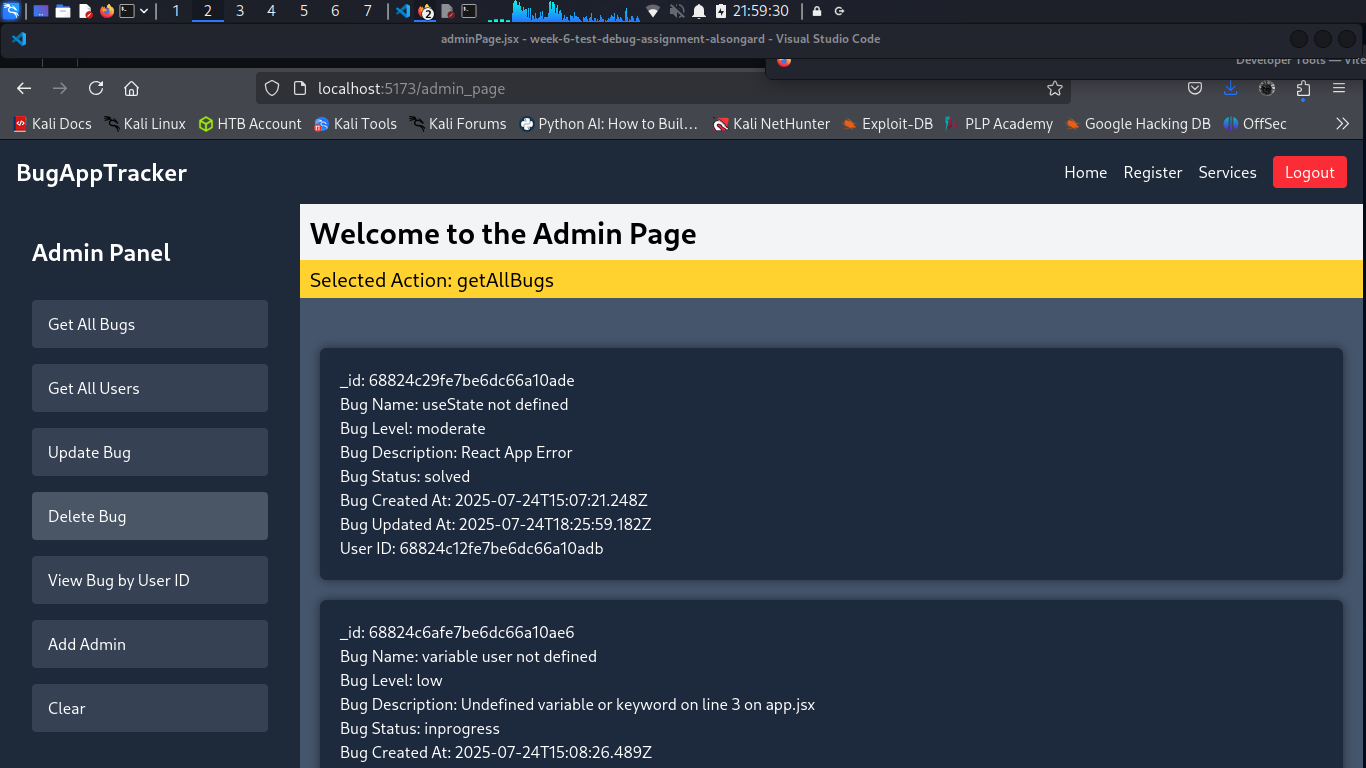 1 2 3 4 5 6 7 2 21:59:30
adminPage.jsx - week-6-test-debug-assignment-alsongard - Visual Studio Code
Developer Tools — Vite
localhost:5173/admin_page
Kali Docs Kali Linux HTB Account Kali Tools Kali Forums Python AI: How to Buil… Kali NetHunter Exploit-DB PLP Academy Google Hacking DB OffSec
BugAppTracker
Home Register Services Logout
Admin Panel
Get All Bugs
Get All Users
Update Bug
Delete Bug
View Bug by User ID
Add Admin
Clear
Welcome to the Admin Page
Selected Action: getAllBugs
_id: 68824c29fe7be6dc66a10ade
Bug Name: useState not defined
Bug Level: moderate
Bug Description: React App Error
Bug Status: solved
Bug Created At: 2025-07-24T15:07:21.248Z
Bug Updated At: 2025-07-24T18:25:59.182Z
User ID: 68824c12fe7be6dc66a10adb
_id: 68824c6afe7be6dc66a10ae6
Bug Name: variable user not defined
Bug Level: low
Bug Description: Undefined variable or keyword on line 3 on app.jsx
Bug Status: inprogress
Bug Created At: 2025-07-24T15:08:26.489Z